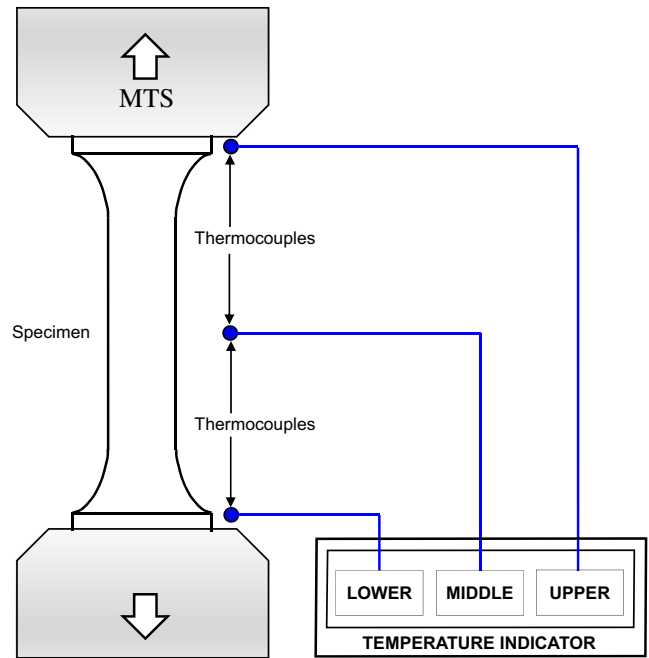 MTS
Thermocouples
Specimen
Thermocouples
LOWER MIDDLE UPPER
TEMPERATURE INDICATOR